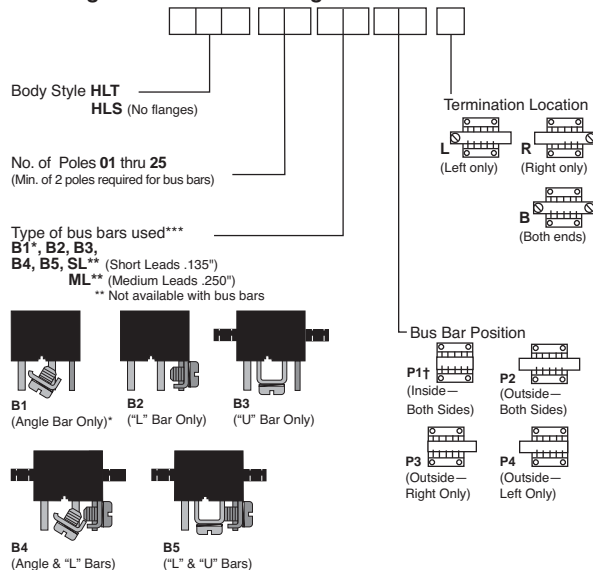 Body Style HLT
HLS (No flanges)
No. of Poles 01 thru 25
(Min. of 2 poles required for bus bars)
Type of bus bars used***
B1*, B2, B3,
B4, B5, SL** (Short Leads .135")
ML** (Medium Leads .250")
** Not available with bus bars
B1
(Angle Bar Only)*
B2
("L" Bar Only)
B3
("U" Bar Only)
B4
(Angle & "L" Bars)
B5
("L" & "U" Bars)
Termination Location
L
(Left only)
R
(Right only)
B
(Both ends)
Bus Bar Position
P1†
(Inside—
Both Sides)
P2
(Outside—
Both Sides)
P3
(Outside—
Right Only)
P4
(Outside—
Left Only)